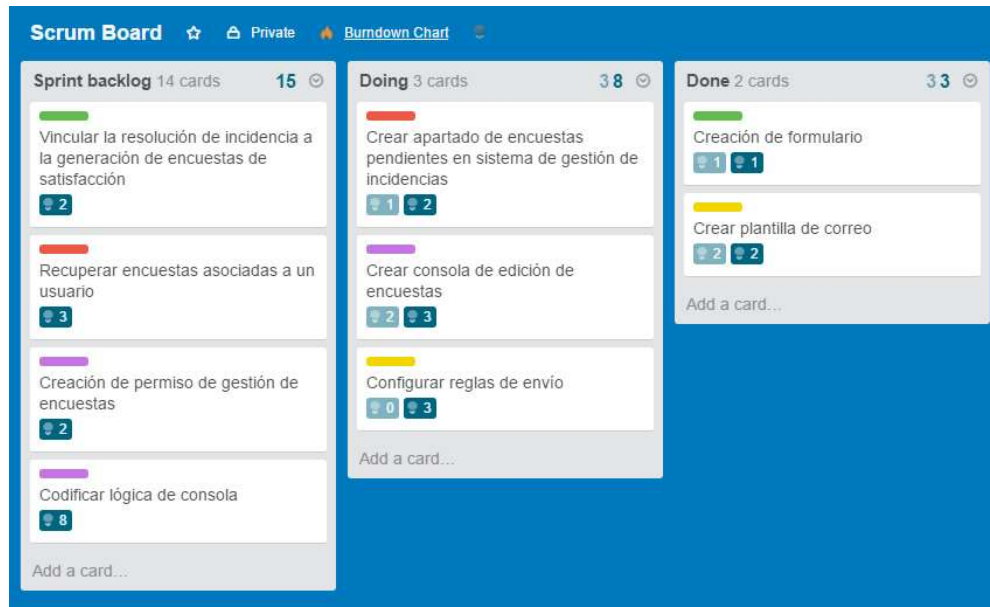 Scrum Board Private Burndown Chart
Sprint backlog 14 cards 15
Vincular la resolución de incidencia a
la generación de encuestas de
satisfacción
2
Recuperar encuestas asociadas a un
usuario
3
Creación de permiso de gestión de
encuestas
2
Codificar lógica de consola
8
Add a card...
Doing 3 cards 3 8
Crear apartado de encuestas
pendientes en sistema de gestión de
incidencias
1 2
Crear consola de edición de
encuestas
2 3
Configurar reglas de envío
0 3
Add a card...
Done 2 cards 3 3
Creación de formulario
1 1
Crear plantilla de correo
2 2
Add a card...